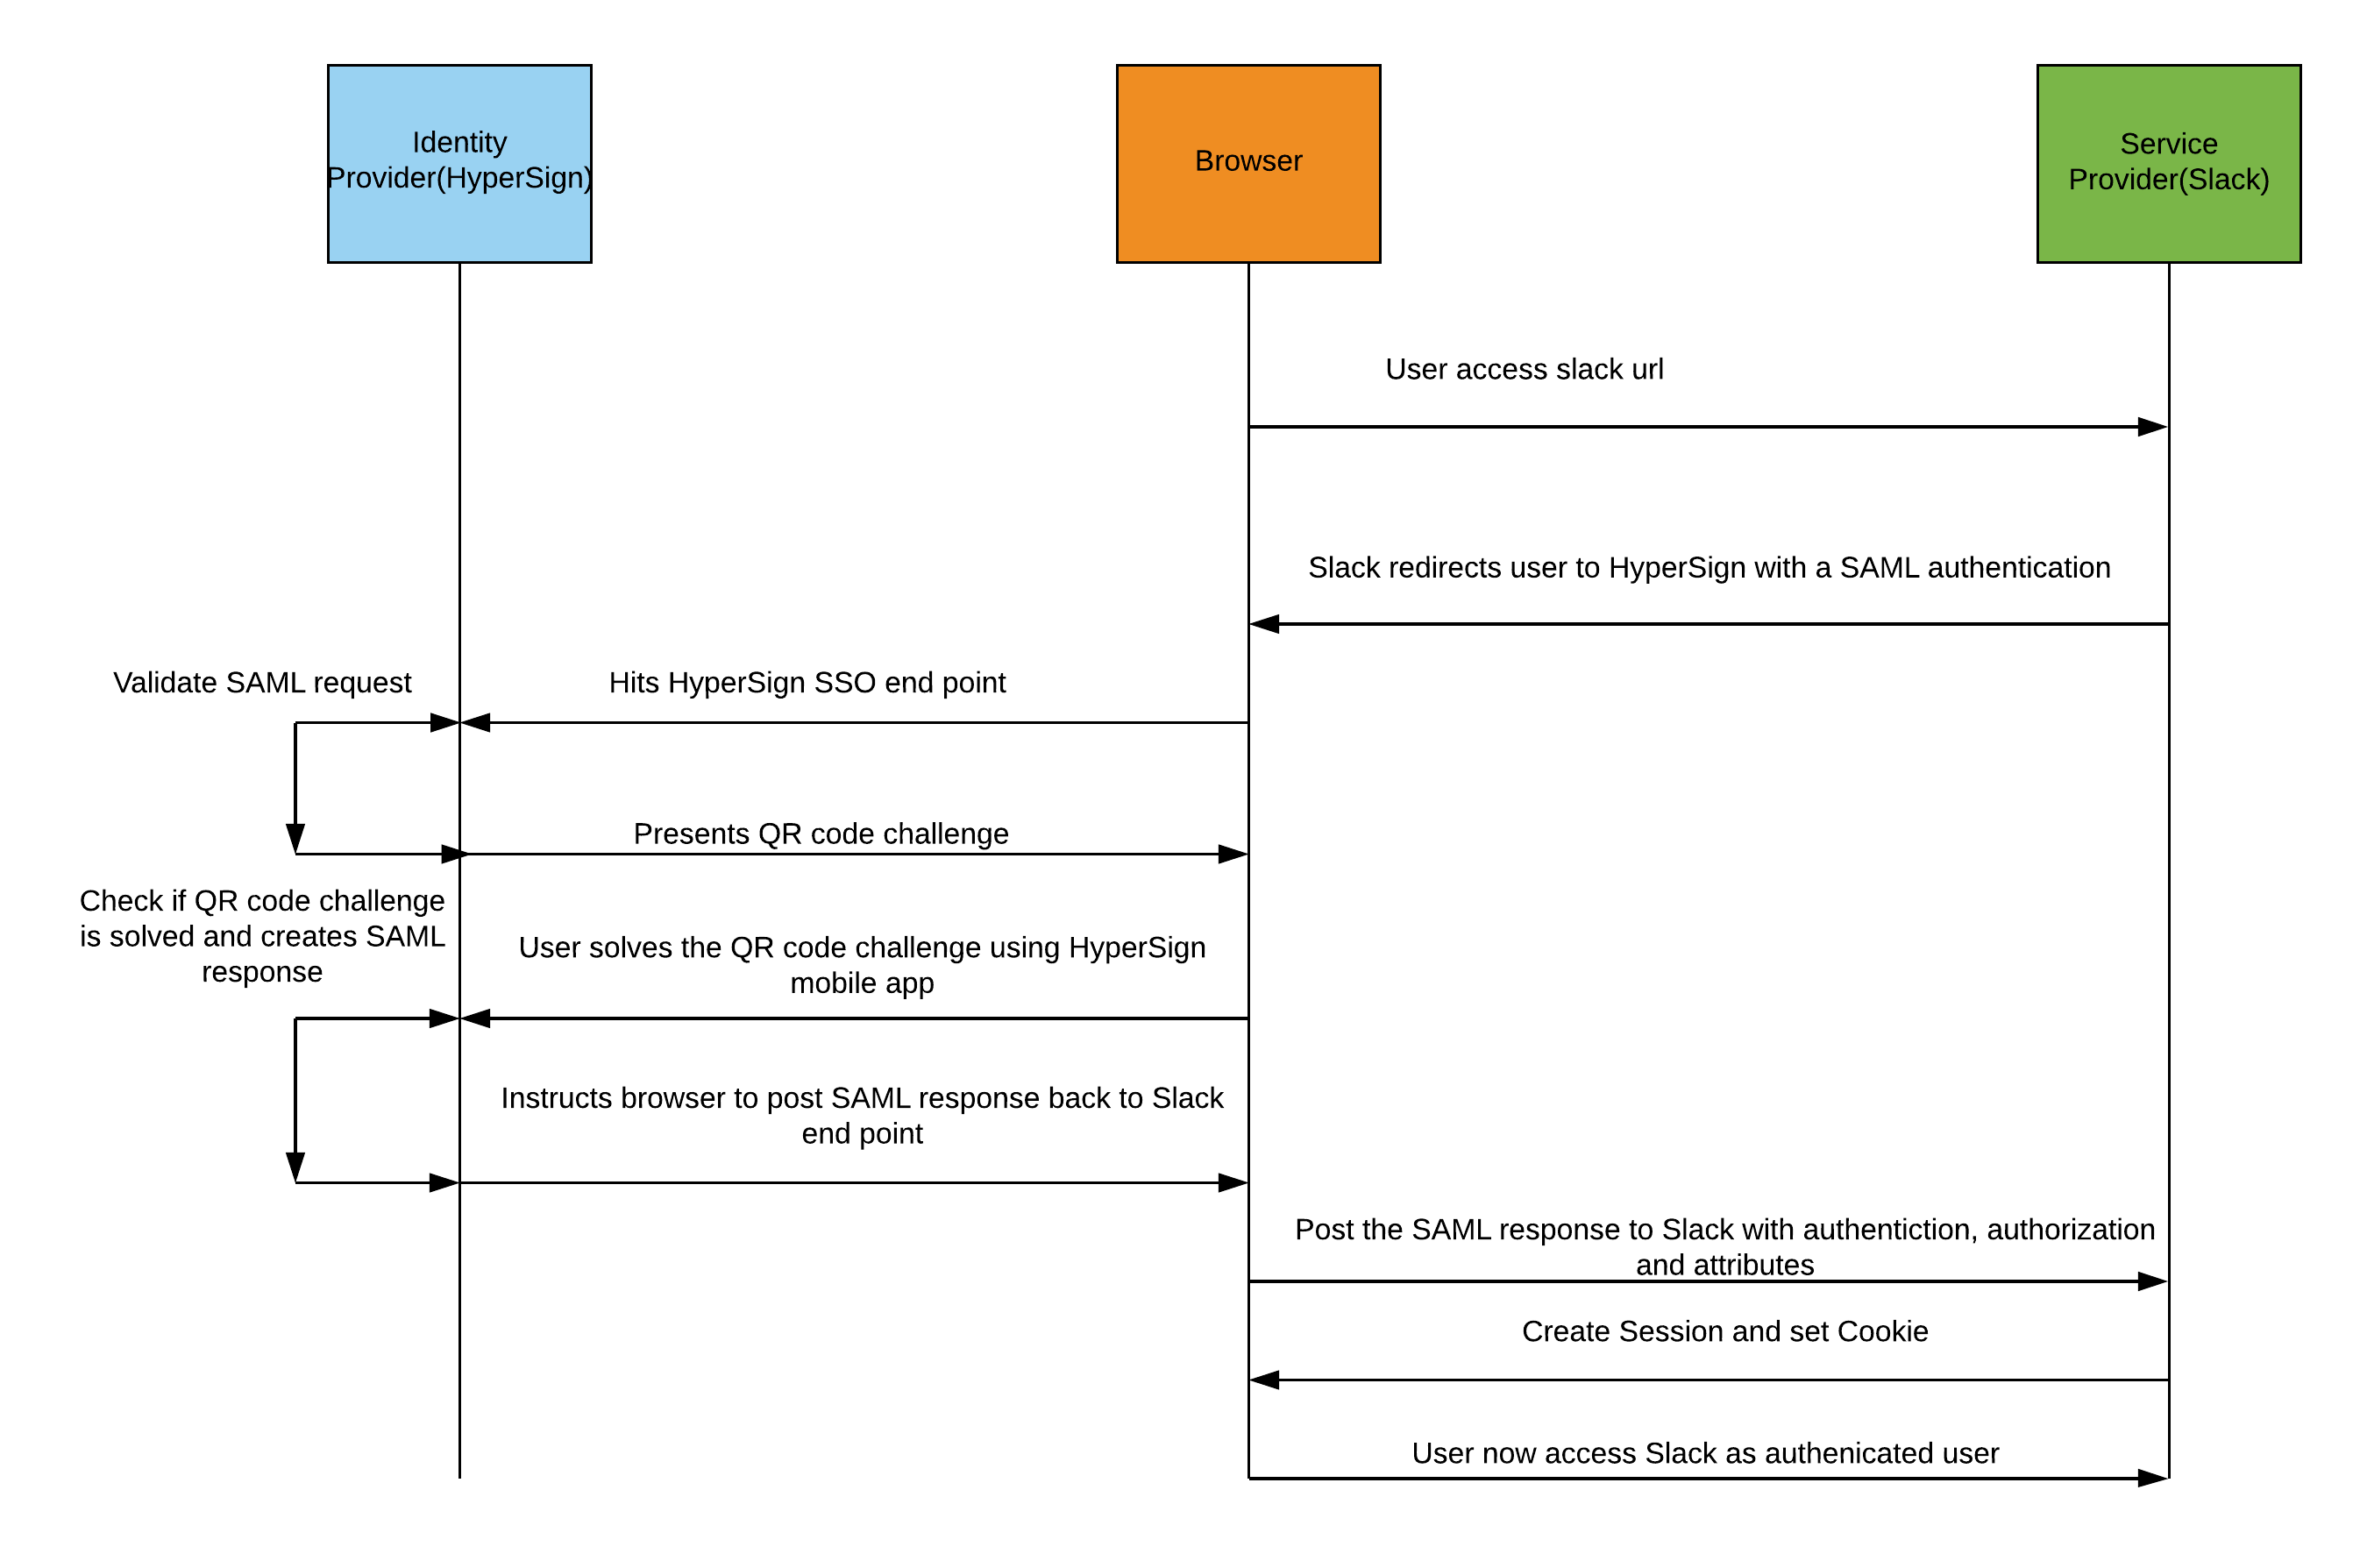 Identity
Provider(HyperSign)
Browser
Service
Provider(Slack)
User access slack url
Slack redirects user to HyperSign with a SAML authentication
Validate SAML request
Hits HyperSign SSO end point
Presents QR code challenge
Check if QR code challenge
is solved and creates SAML
response
User solves the QR code challenge using HyperSign
mobile app
Instructs browser to post SAML response back to Slack
end point
Post the SAML response to Slack with authentiction, authorization
and attributes
Create Session and set Cookie
User now access Slack as authenicated user